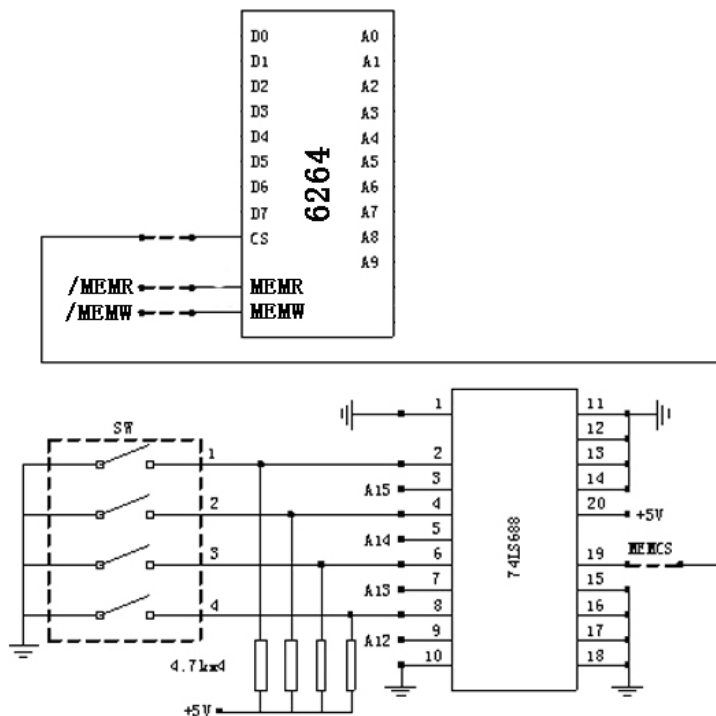 D0 A0
D1 A1
D2 A2
D3 A3
D4 A4
D5 A5
D6 A6
D7 A7
CS A8
A9
6264
/MEMR MEMR
/MEMW MEMW
SW
1
2
3
4
4.7k×4
+5V
1 11
12
2 13
A15 3 14
4 20 +5V
A14 5
6 19 MEMCS
A13 7 15
8 16
A12 9 17
10 18
74LS688